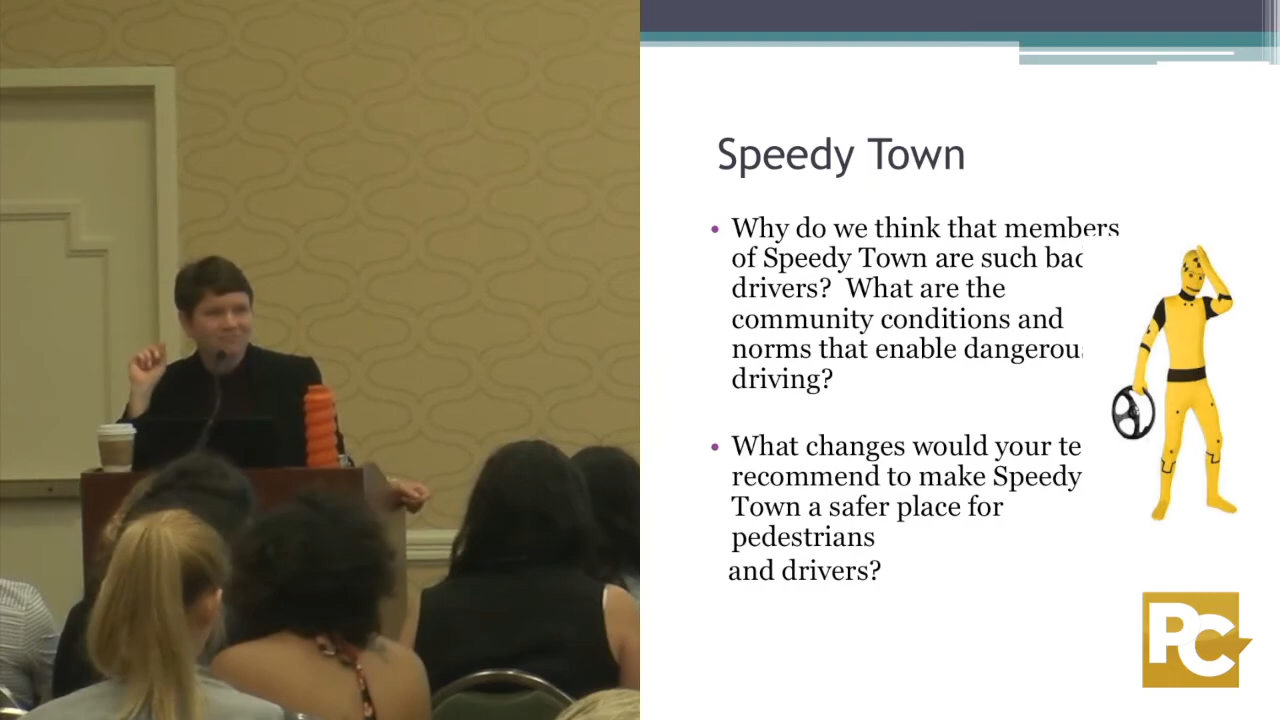 Speedy Town
• Why do we think that members
of Speedy Town are such bad
drivers? What are the
community conditions and
norms that enable dangerous
driving?
• What changes would your te
recommend to make Speedy
Town a safer place for
pedestrians
and drivers?
PC